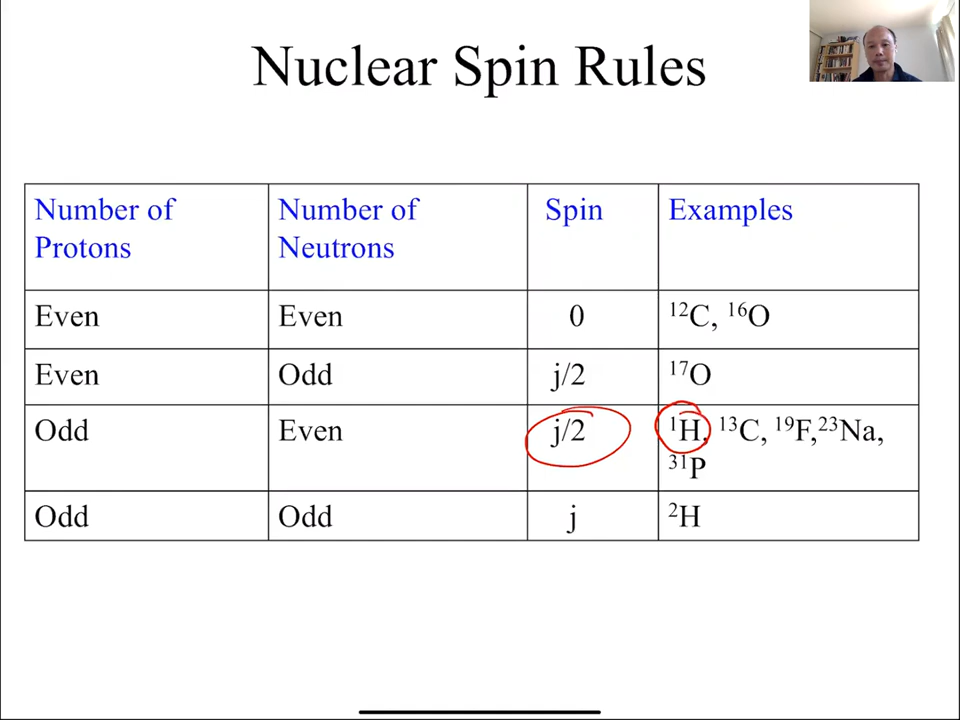 Nuclear Spin Rules
Number of Protons Number of Neutrons Spin Examples
Even Even 0 ¹²C, ¹⁶O
Even Odd j/2 ¹⁷O
Odd Even j/2 ¹H, ¹³C, ¹⁹F,²³Na,
³¹P
Odd Odd j ²H